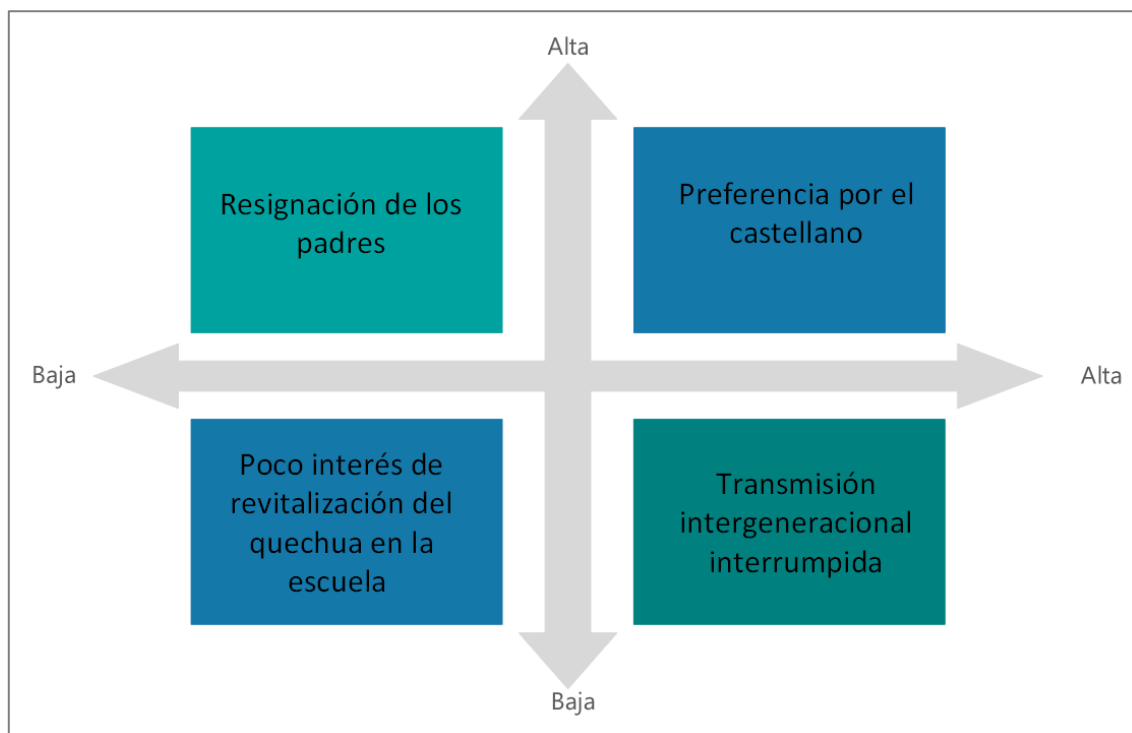 Alta
Resignación de los
padres
Preferencia por el
castellano
Baja
Alta
Poco interés de
revitalización del
quechua en la
escuela
Transmisión
intergeneracional
interrumpida
Baja